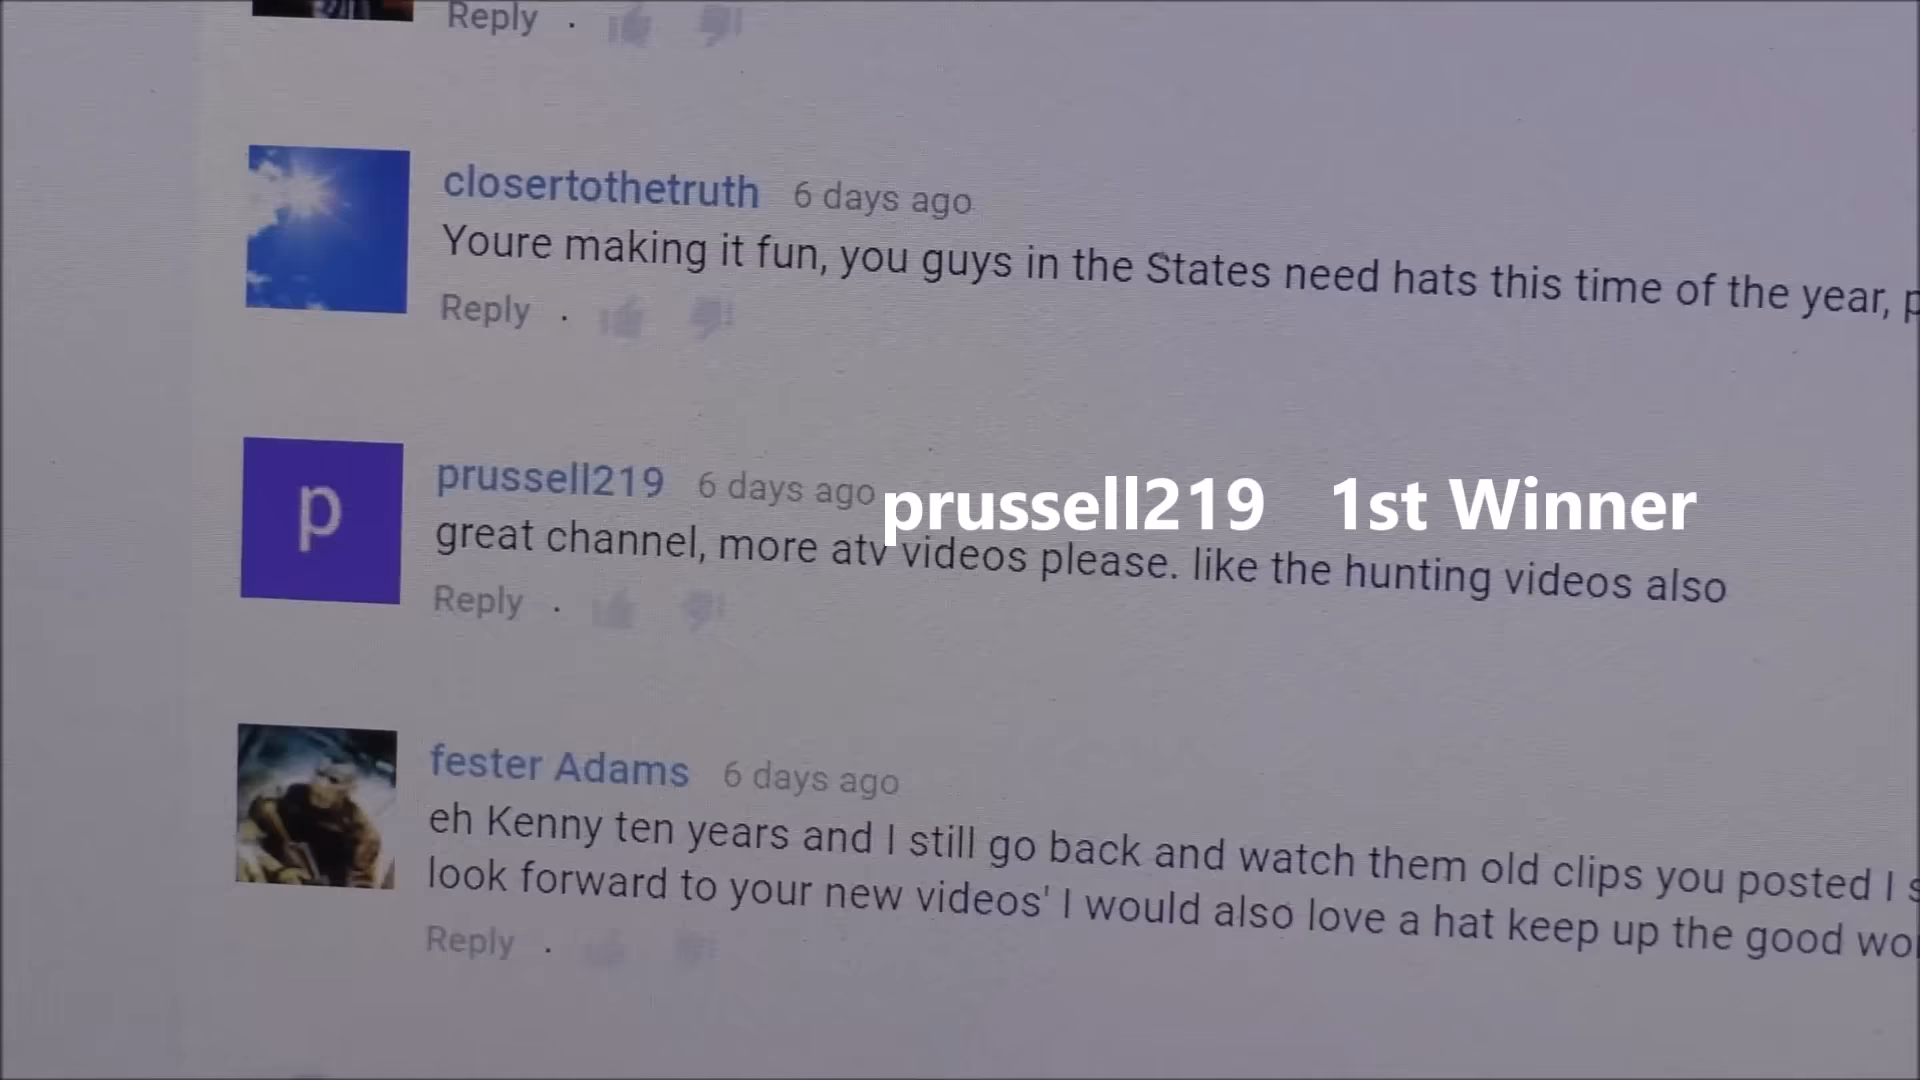 Reply .
closertothetruth 6 days ago
Youre making it fun, you guys in the States need hats this time of the year, p
Reply .
p
prussell219 6 days ago
prussell219 1st Winner
great channel, more atv videos please. like the hunting videos also
Reply .
fester Adams 6 days ago
eh Kenny ten years and I still go back and watch them old clips you posted I s
look forward to your new videos' I would also love a hat keep up the good wo
Reply .